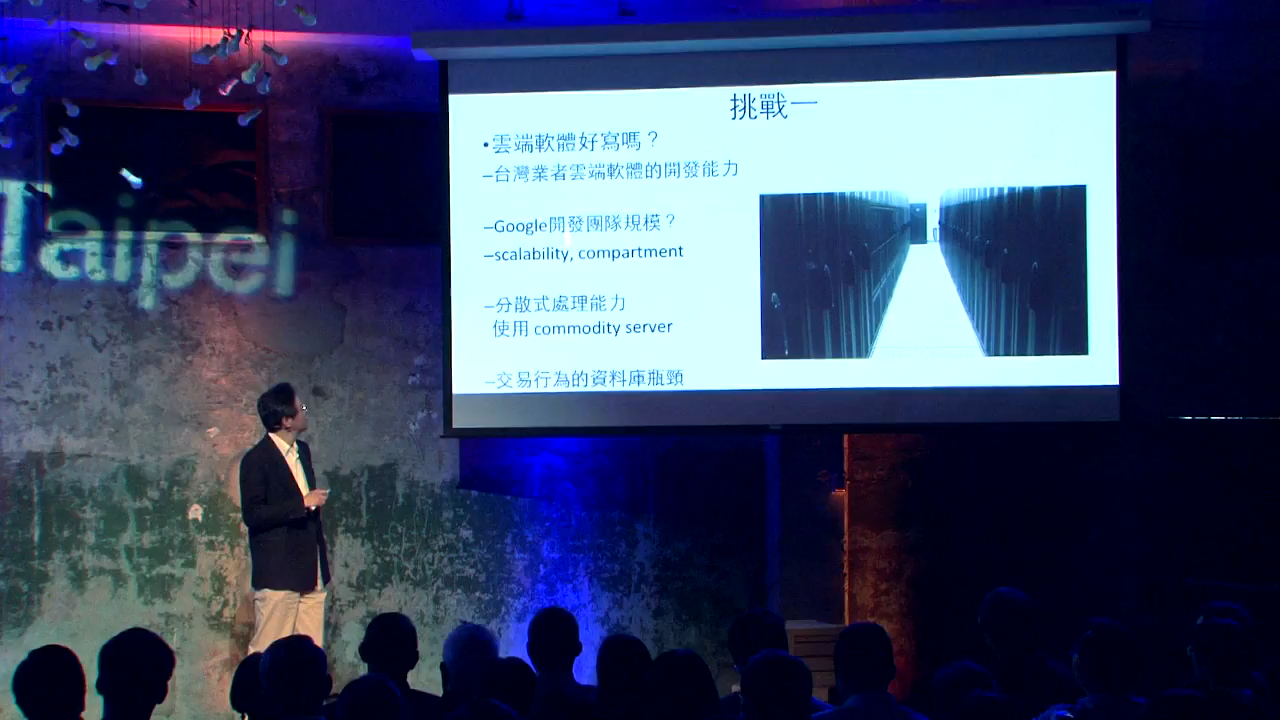 Taipei
挑戰一
•雲端軟體好寫嗎？
–台灣業者雲端軟體的開發能力
–Google開發團隊規模？
–scalability, compartment
–分散式處理能力
使用 commodity server
–交易行為的資料庫瓶頸